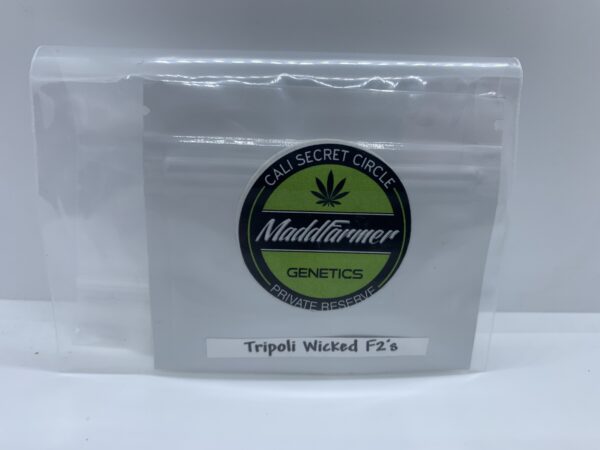 CALI SECRET CIRCLE
MaddFarmer
GENETICS
PRIVATE RESERVE
Tripoli Wicked F2's